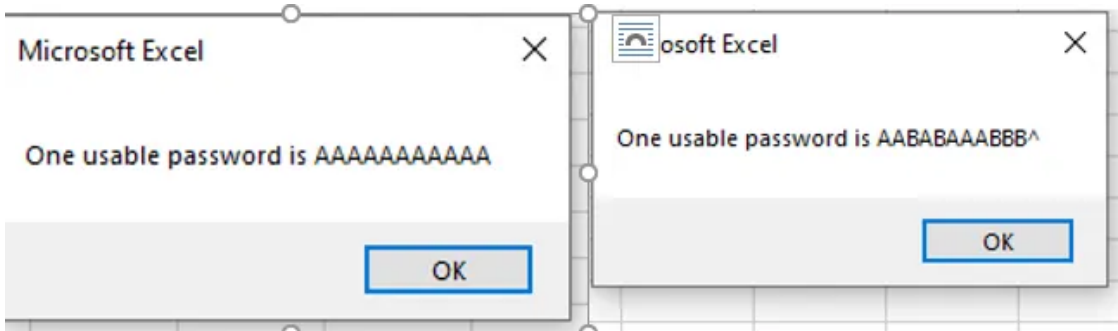 Microsoft Excel
One usable password is AAAAAAAAAAA
OK
osoft Excel
One usable password is AABABAAABBB^
OK